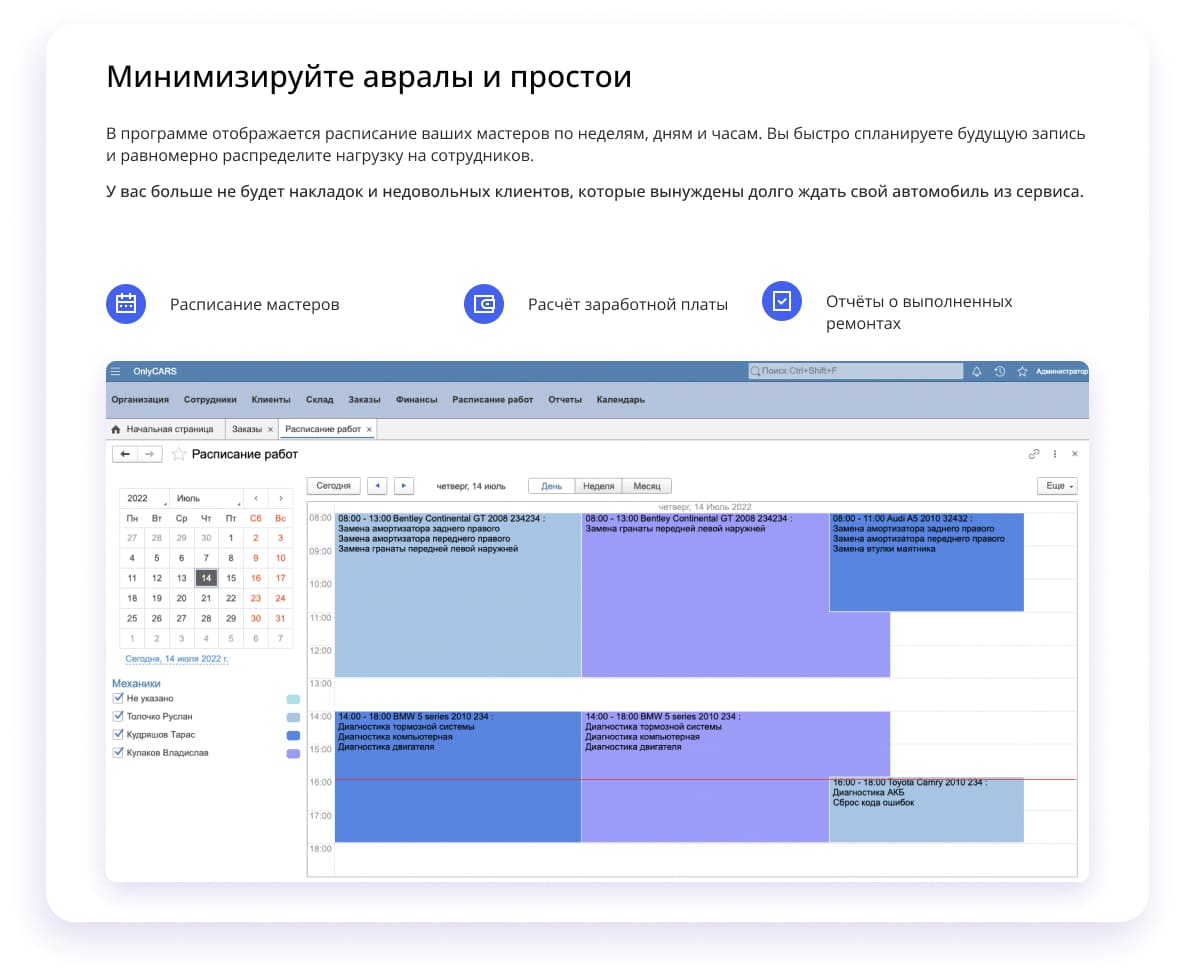 Минимизируйте авралы и простои
В программе отображается расписание ваших мастеров по неделям, дням и часам. Вы быстро спланируете будущую запись
и равномерно распределите нагрузку на сотрудников.
У вас больше не будет накладок и недовольных клиентов, которые вынуждены долго ждать свой автомобиль из сервиса.
Расписание мастеров
Расчёт заработной платы
Отчёты о выполненных
ремонтах
OnlyCARS
Поиск Ctrl+Shift+F
Администратор
Организация Сотрудники Клиенты Склад Заказы Финансы Расписание работ Отчеты Календарь
Начальная страница Заказы × Расписание работ ×
Расписание работ
Сегодня четверг, 14 июль День Неделя Месяц Еще
2022 Июль
Пн Вт Ср Чт Пт Сб Вс
27 28 29 30 1 2 3
4 5 6 7 8 9 10
11 12 13 14 15 16 17
18 19 20 21 22 23 24
25 26 27 28 29 30 31
1 2 3 4 5 6 7
Сегодня, 14 июля 2022 г.
Механики
Не указано
Толочко Руслан
Кудряшов Тарас
Кулаков Владислав
четверг, 14 Июль 2022
08:00
09:00
10:00
11:00
12:00
13:00
14:00
15:00
16:00
17:00
18:00
08:00 - 13:00 Bentley Continental GT 2008 234234 :
Замена амортизатора заднего правого
Замена амортизатора переднего правого
Замена гранаты передней левой наружней
08:00 - 13:00 Bentley Continental GT 2008 234234 :
Замена гранаты передней левой наружней
08:00 - 11:00 Audi A5 2010 32432 :
Замена амортизатора заднего правого
Замена амортизатора переднего правого
Замена втулки маятника
14:00 - 18:00 BMW 5 series 2010 234 :
Диагностика тормозной системы
Диагностика компьютерная
Диагностика двигателя
14:00 - 18:00 BMW 5 series 2010 234 :
Диагностика тормозной системы
Диагностика компьютерная
Диагностика двигателя
16:00 - 18:00 Toyota Camry 2010 234 :
Диагностика АКБ
Сброс кода ошибок